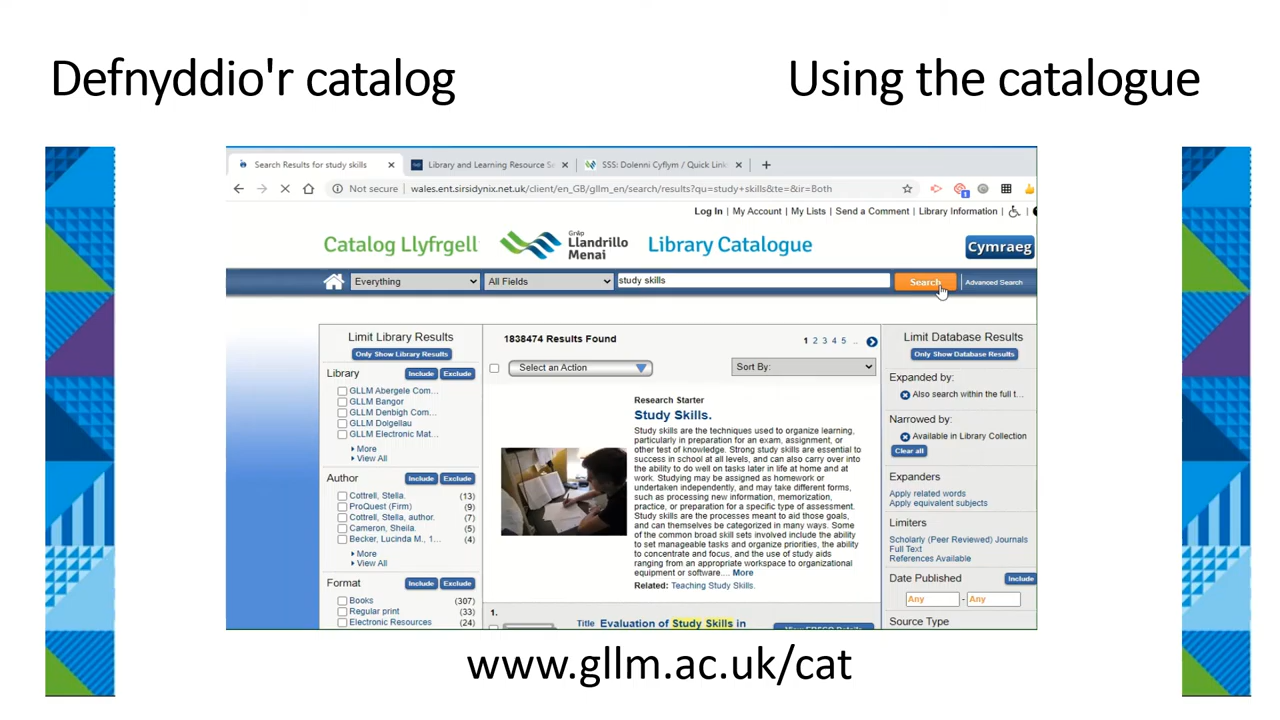 Defnyddio'r catalog
Using the catalogue
Search Results for study skills
Library and Learning Resource Se
SSS: Dolenni Cyflym / Quick Link
Not secure
wales.ent.sirsidynix.net.uk/client/en_GB/gllm_en/search/results?qu=study+skills&te=&ir=Both
Log In | My Account | My Lists | Send a Comment | Library Information |
Catalog Llyfrgell
Grŵp
Llandrillo
Menai
Library Catalogue
Cymraeg
Everything
All Fields
study skills
Search
Advanced Search
Limit Library Results
Only Show Library Results
Library
Include
Exclude
GLLM Abergele Com...
GLLM Bangor
GLLM Denbigh Com...
GLLM Dolgellau
GLLM Electronic Mat...
More
View All
Author
Include
Exclude
Cottrell, Stella. (13)
ProQuest (Firm) (9)
Cottrell, Stella, author. (7)
Cameron, Sheila. (5)
Becker, Lucinda M., 1... (4)
More
View All
Format
Include
Exclude
Books (307)
Regular print (33)
Electronic Resources (24)
1838474 Results Found
1 2 3 4 5 ..
Select an Action
Sort By:
Research Starter
Study Skills.
Study skills are the techniques used to organize learning,
particularly in preparation for an exam, assignment, or
other test of knowledge. Strong study skills are essential to
success in school at all levels, and can also carry over into
the ability to do well on tasks later in life at home and at
work. Studying may be assigned as homework or
undertaken independently, and may take different forms,
such as processing new information, memorization,
practice, or preparation for a specific type of assessment.
Study skills are the processes meant to aid those goals,
and can themselves be categorized in many ways. Some
of the common broad skill sets involved include the ability
to set manageable tasks and organize priorities, the ability
to concentrate and focus, and the use of study aids
ranging from an appropriate workspace to organizational
equipment or software.... More
Related: Teaching Study Skills.
1.
Title Evaluation of Study Skills in
Limit Database Results
Only Show Database Results
Expanded by:
Also search within the full t...
Narrowed by:
Available in Library Collection
Clear all
Expanders
Apply related words
Apply equivalent subjects
Limiters
Scholarly (Peer Reviewed) Journals
Full Text
References Available
Date Published
Include
Any - Any
Source Type
www.gllm.ac.uk/cat